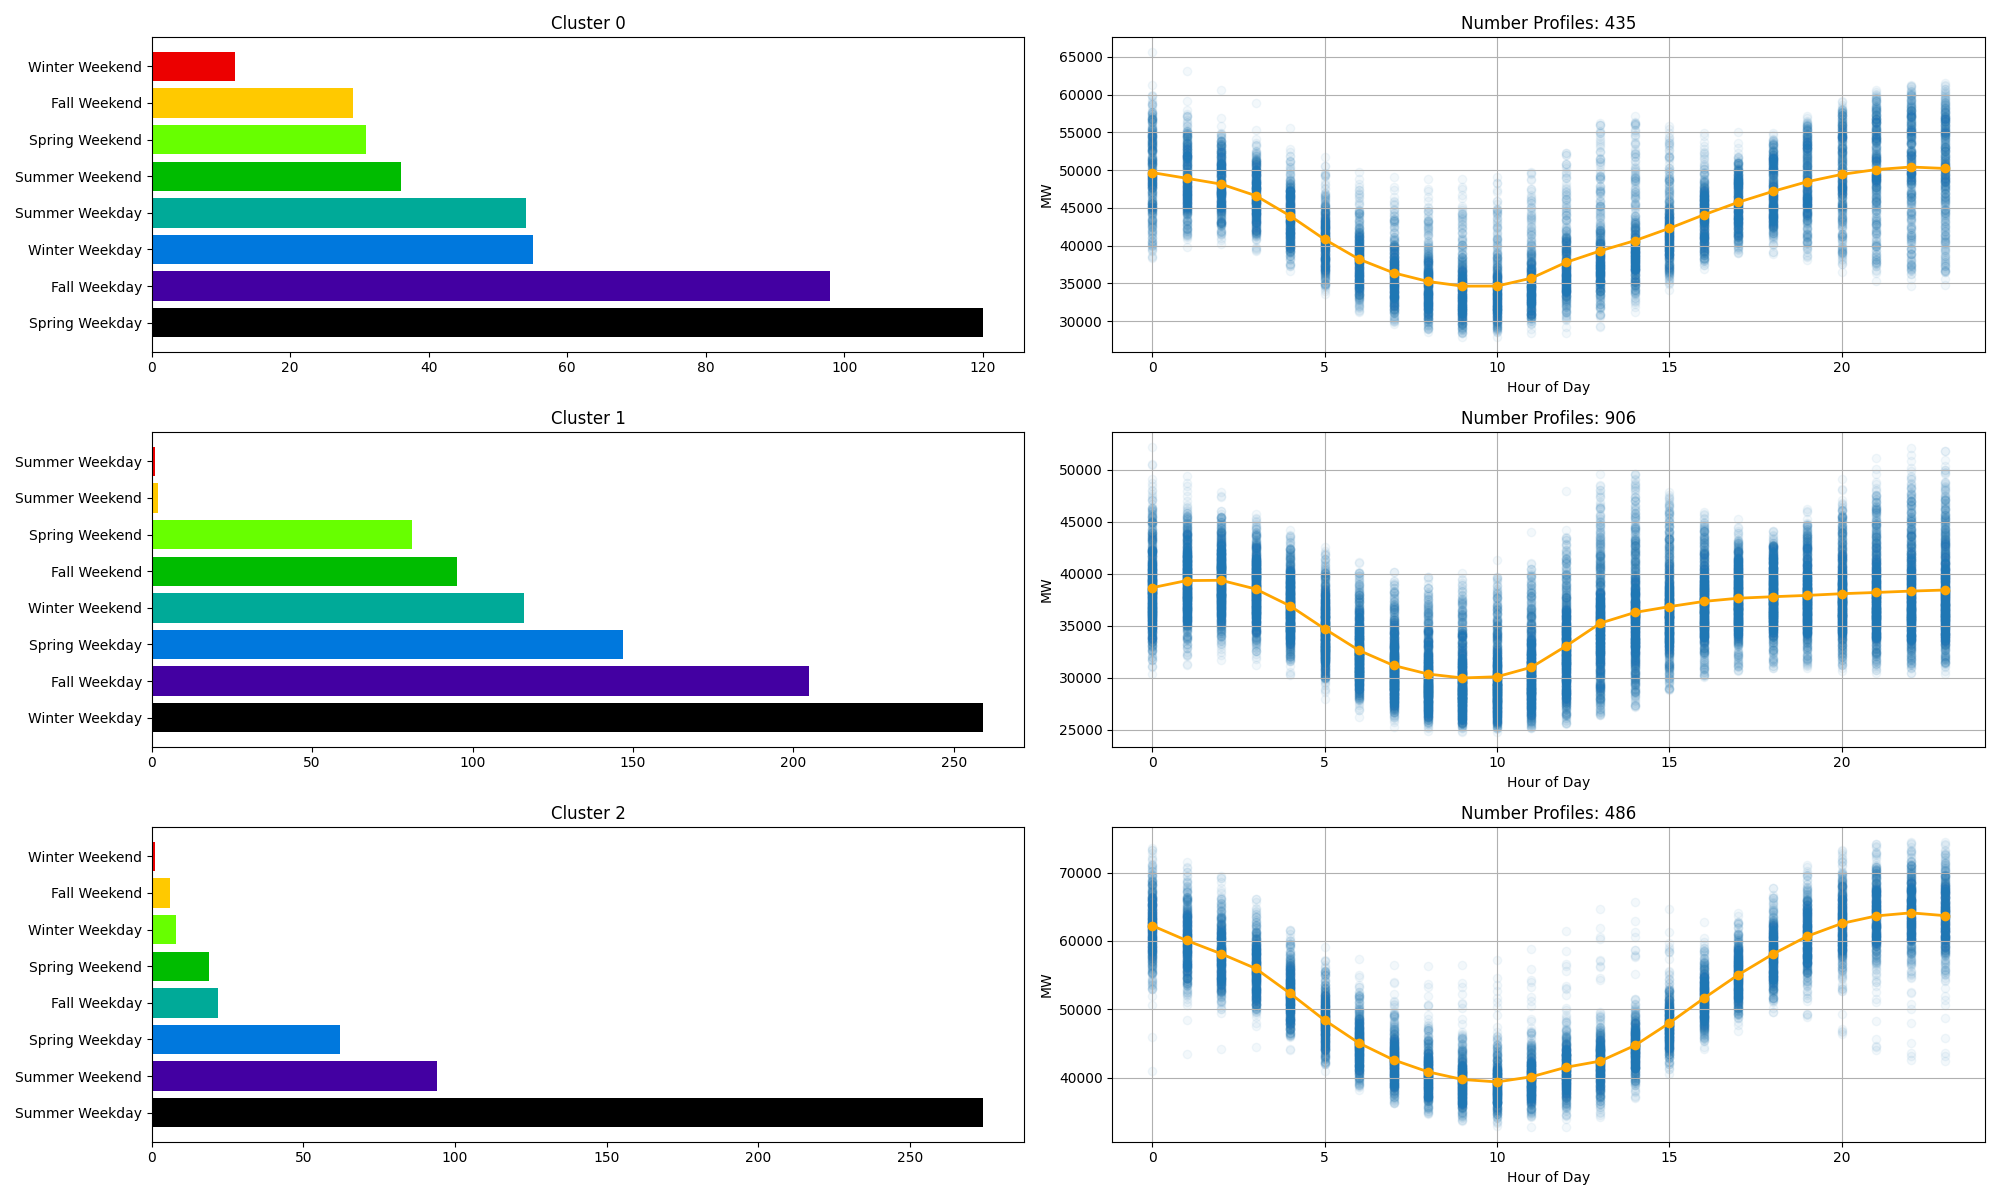 Cluster 0
Winter Weekend
Fall Weekend
Spring Weekend
Summer Weekend
Summer Weekday
Winter Weekday
Fall Weekday
Spring Weekday
0 20 40 60 80 100 120
Number Profiles: 435
MW
65000
60000
55000
50000
45000
40000
35000
30000
0 5 10 15 20
Hour of Day
Cluster 1
Summer Weekday
Summer Weekend
Spring Weekend
Fall Weekend
Winter Weekend
Spring Weekday
Fall Weekday
Winter Weekday
0 50 100 150 200 250
Number Profiles: 906
MW
50000
45000
40000
35000
30000
25000
0 5 10 15 20
Hour of Day
Cluster 2
Winter Weekend
Fall Weekend
Winter Weekday
Spring Weekend
Fall Weekday
Spring Weekday
Summer Weekend
Summer Weekday
0 50 100 150 200 250
Number Profiles: 486
MW
70000
60000
50000
40000
0 5 10 15 20
Hour of Day